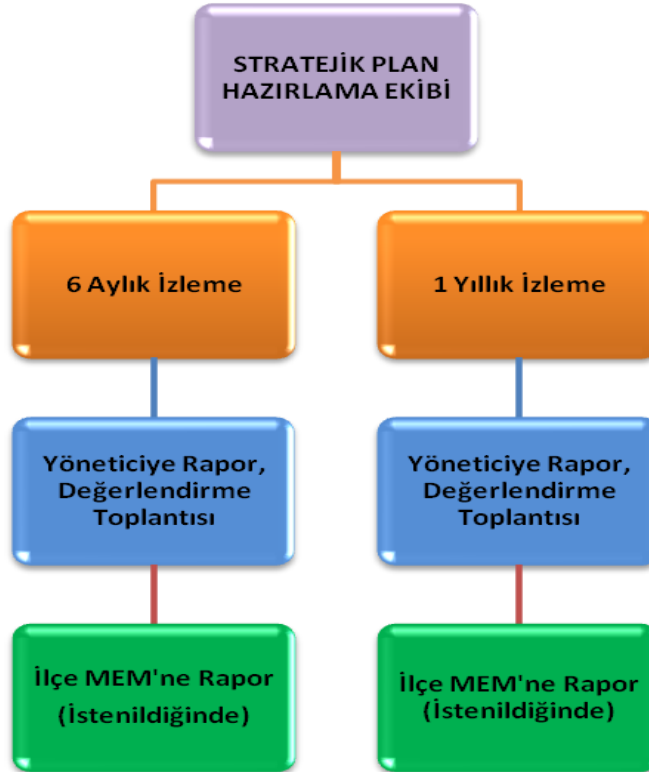 STRATEJİK PLAN
HAZIRLAMA EKİBİ
6 Aylık İzleme
1 Yıllık İzleme
Yöneticiye Rapor,
Değerlendirme
Toplantısı
Yöneticiye Rapor,
Değerlendirme
Toplantısı
İlçe MEM'ne Rapor
(İstenildiğinde)
İlçe MEM'ne Rapor
(İstenildiğinde)